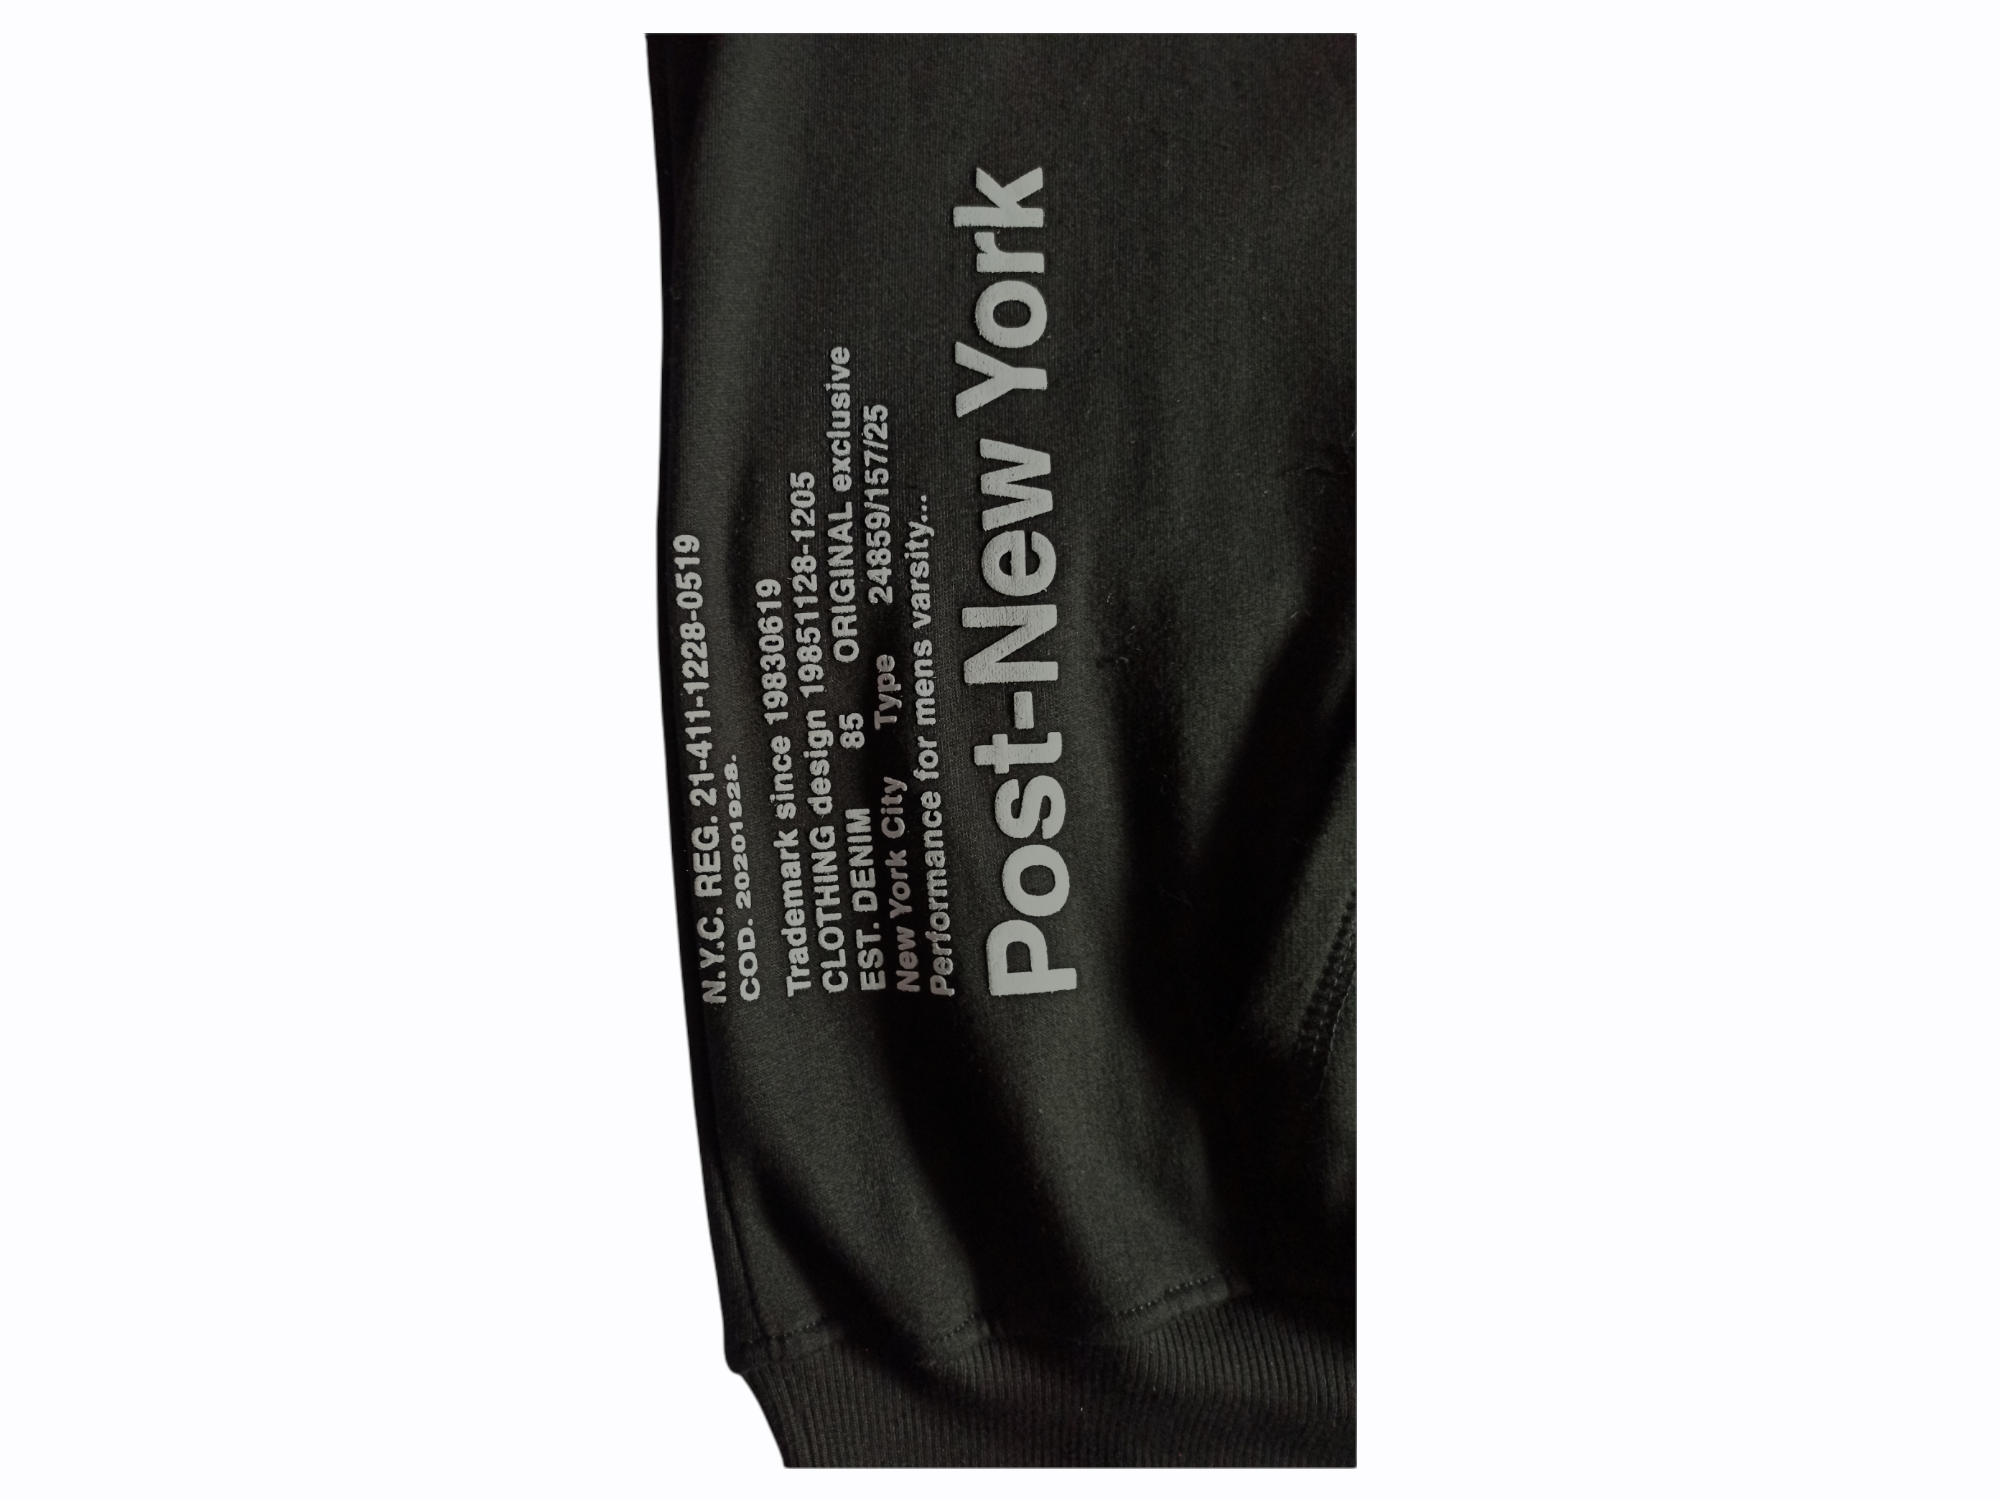 N.Y.C. REG. 21-411-1228-0519
COD. 20201928.
Trademark since 19830619
CLOTHING design 19851128-1205
EST. DENIM 85 ORIGINAL exclusive
New York City Type 24859/157/25
Performance for mens varsity...
Post-New York